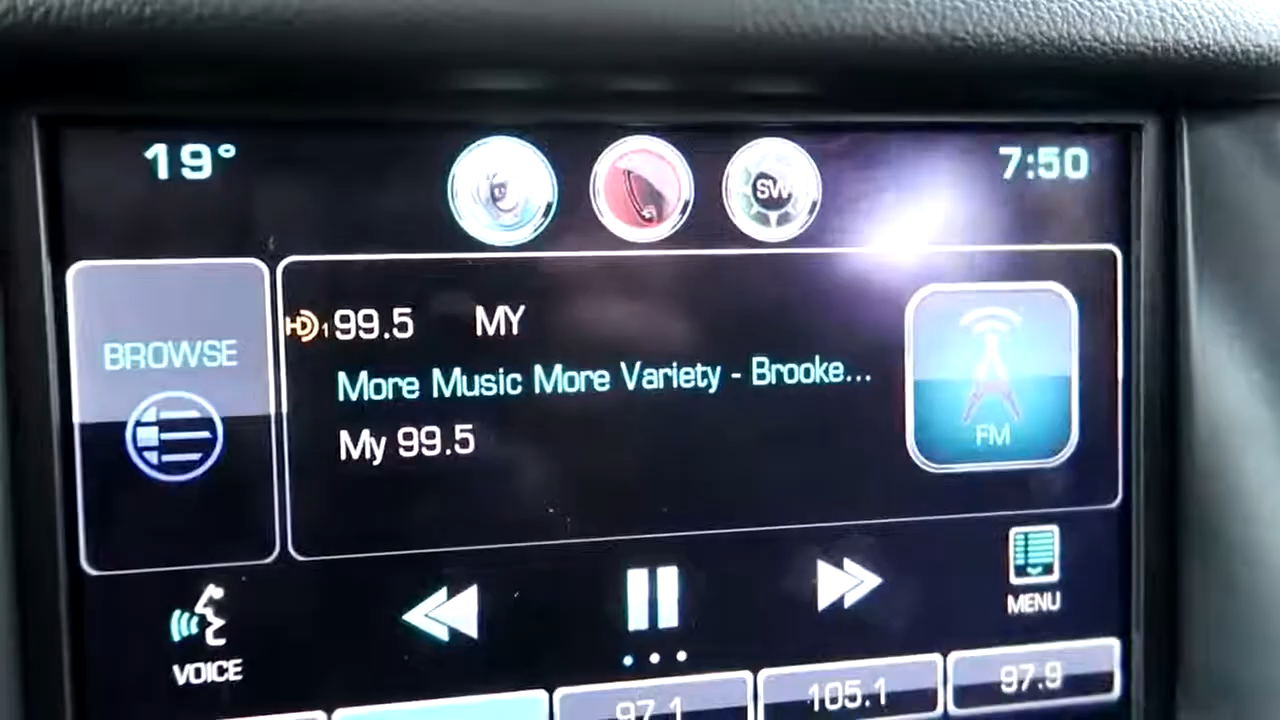 19°
SW
7:50
BROWSE
HD1 99.5 MY
More Music More Variety - Brooke...
My 99.5
FM
VOICE
MENU
97.1
105.1
97.9